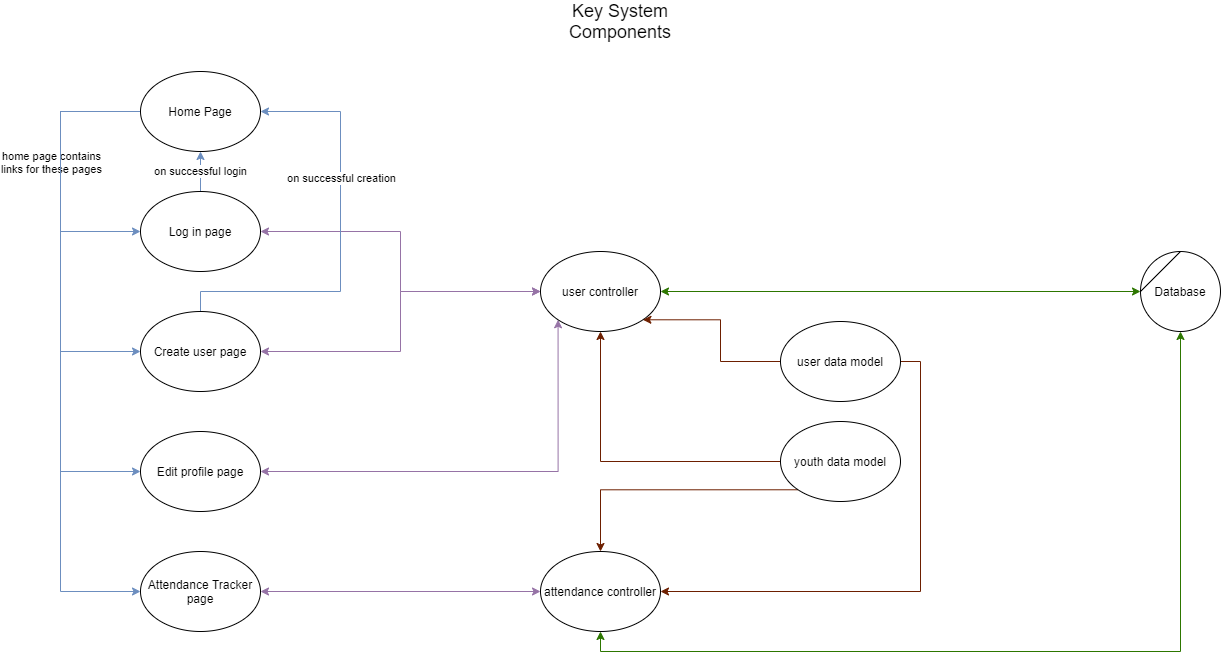 Key System
Components
Home Page
home page contains
links for these pages
on successful login
on successful creation
Log in page
user controller
Database
Create user page
user data model
youth data model
Edit profile page
Attendance Tracker
page
attendance controller